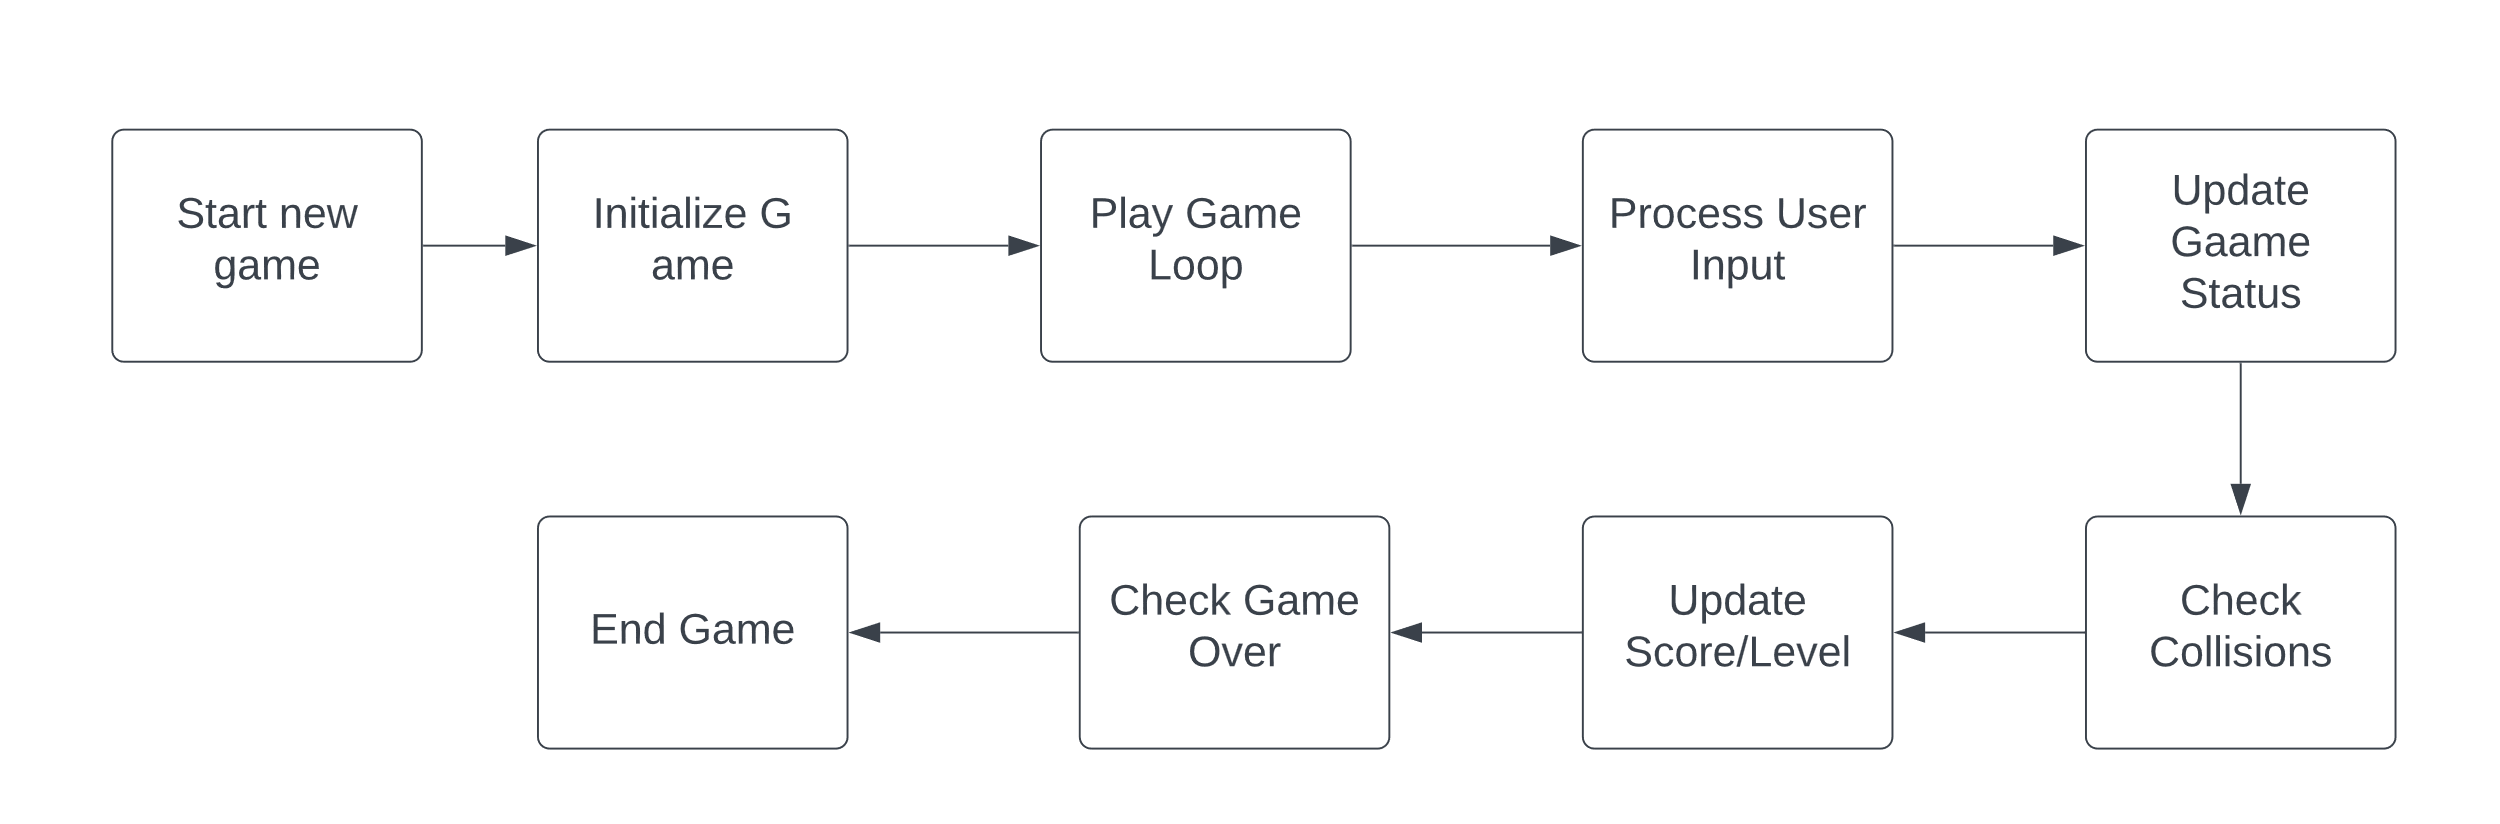 Start new
game
Initialize G
ame
Play Game
Loop
Process User
Input
Update
Game
Status
End Game
Check Game
Over
Update
Score/Level
Check
Collisions